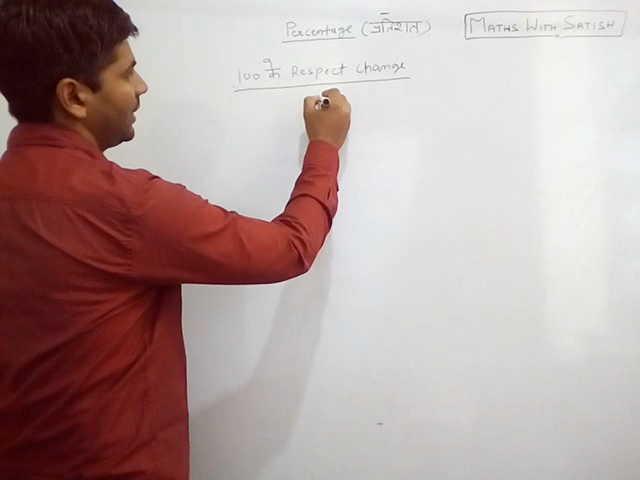 Percentage (प्रतिशत)
MATHS WITH SATISH
100 के Respect Change